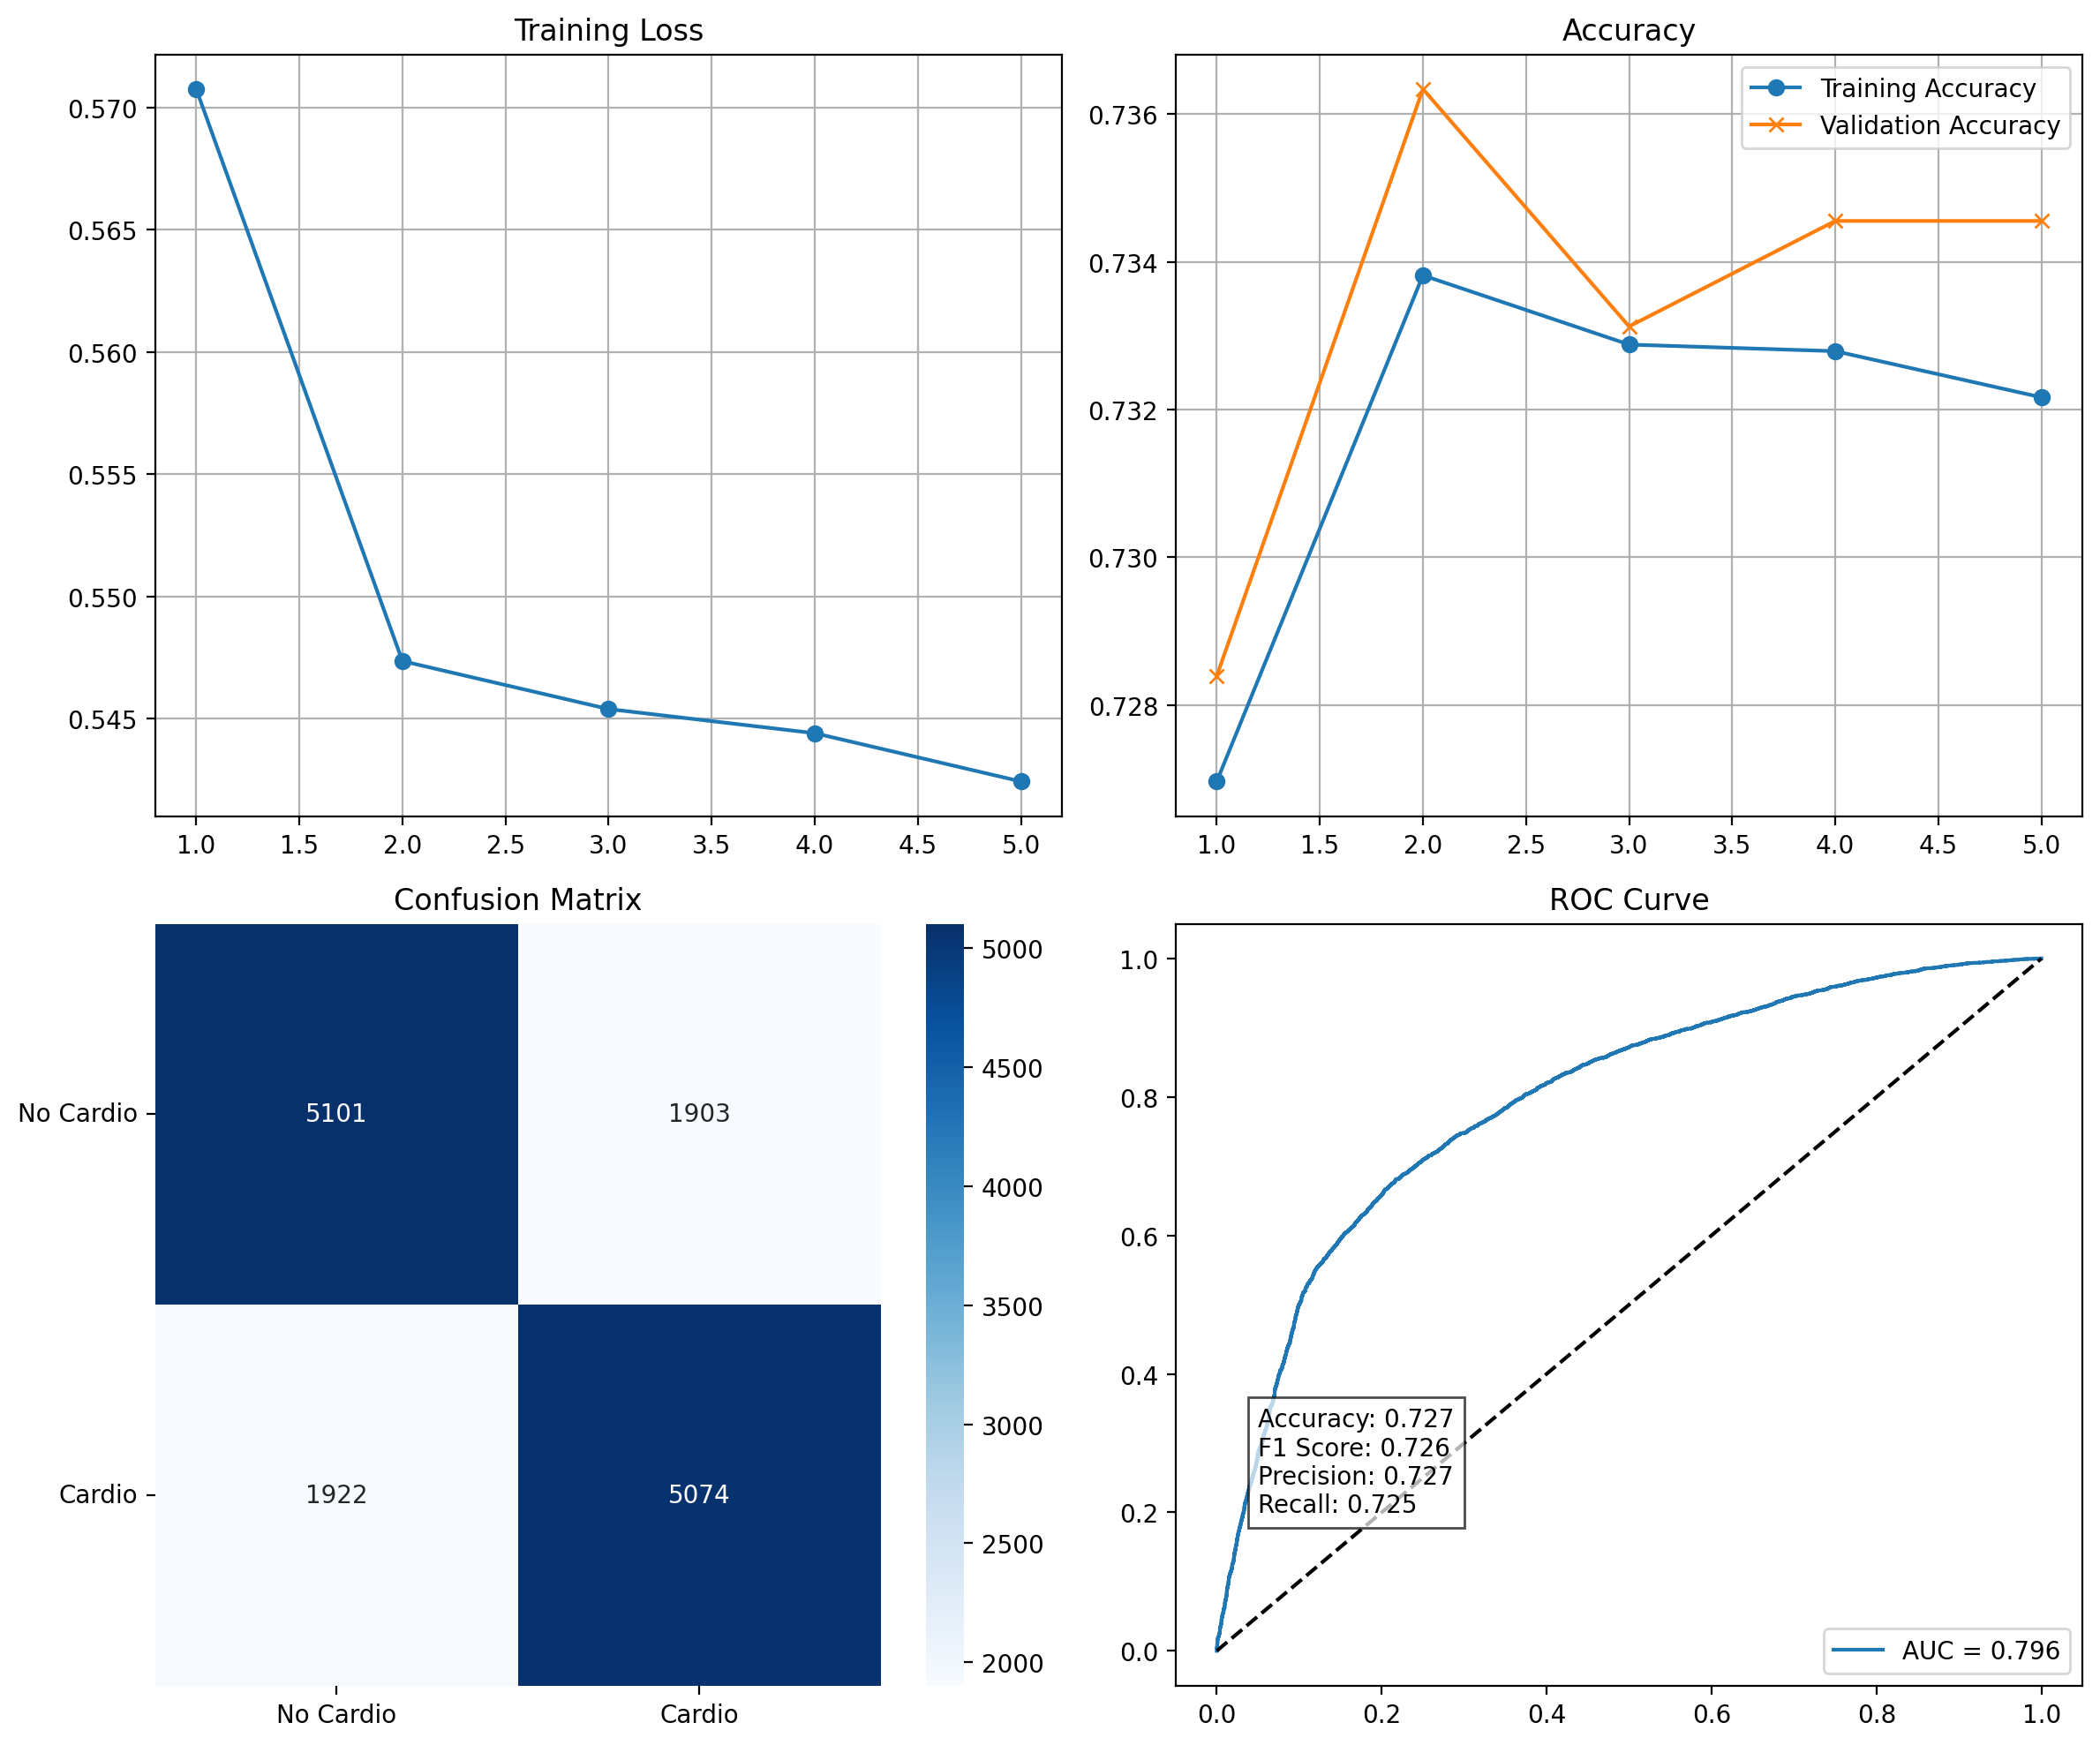 Training Loss
0.570
0.565
0.560
0.555
0.550
0.545
1.0 1.5 2.0 2.5 3.0 3.5 4.0 4.5 5.0
Accuracy
Training Accuracy
Validation Accuracy
0.736
0.734
0.732
0.730
0.728
1.0 1.5 2.0 2.5 3.0 3.5 4.0 4.5 5.0
Confusion Matrix
No Cardio
5101 1903
Cardio
1922 5074
No Cardio Cardio
5000
4500
4000
3500
3000
2500
2000
ROC Curve
1.0
0.8
0.6
0.4
0.2
0.0
Accuracy: 0.727
F1 Score: 0.726
Precision: 0.727
Recall: 0.725
AUC = 0.796
0.0 0.2 0.4 0.6 0.8 1.0